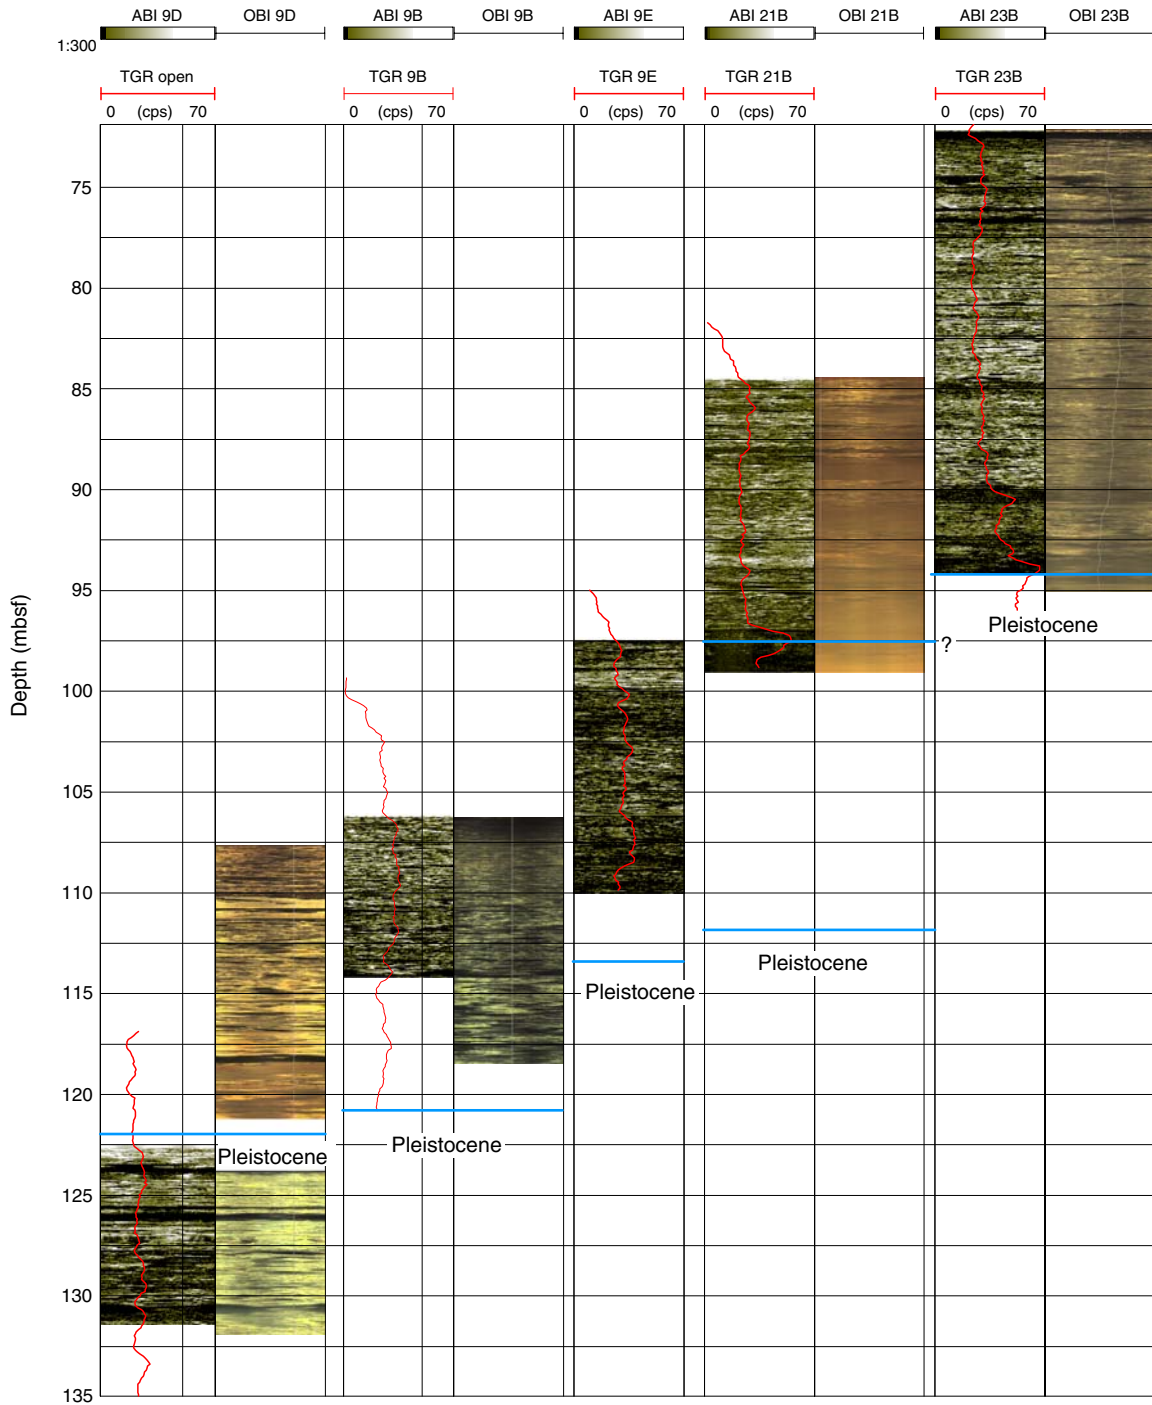 ABI 9D OBI 9D ABI 9B OBI 9B ABI 9E ABI 21B OBI 21B ABI 23B OBI 23B
1:300
TGR open TGR 9B TGR 9E TGR 21B TGR 23B
0 (cps) 70 0 (cps) 70 0 (cps) 70 0 (cps) 70 0 (cps) 70
75
80
85
90
95
Pleistocene
?
Depth (mbsf)
100
105
110
Pleistocene
Pleistocene
115
120
Pleistocene
Pleistocene
125
130
135